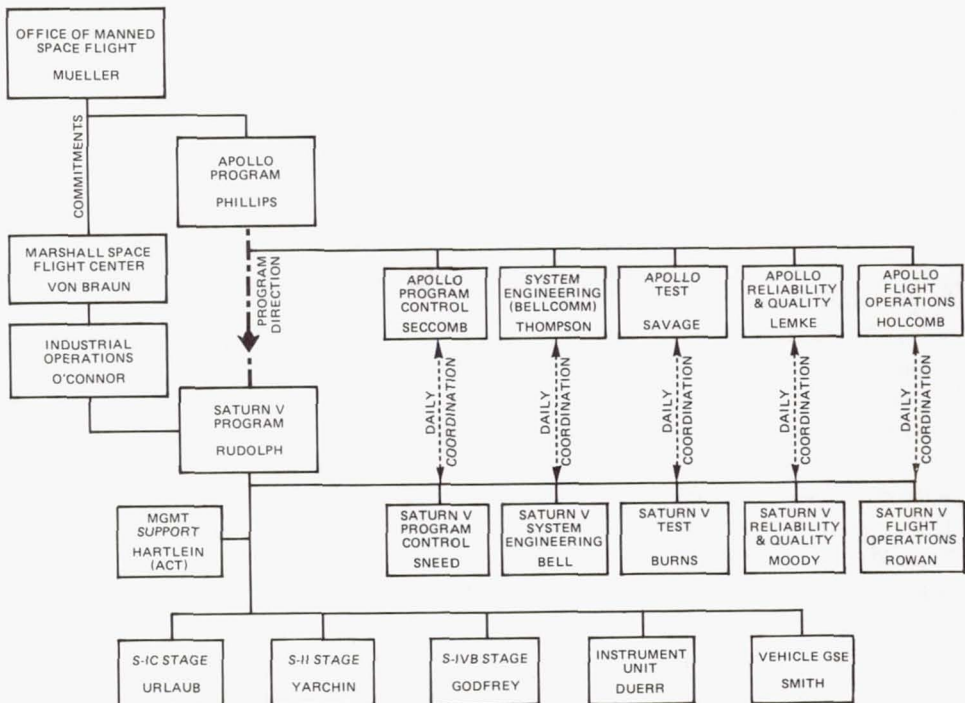 OFFICE OF MANNED
SPACE FLIGHT
MUELLER
COMMITMENTS
APOLLO
PROGRAM
PHILLIPS
MARSHALL SPACE
FLIGHT CENTER
VON BRAUN
INDUSTRIAL
OPERATIONS
O'CONNOR
PROGRAM
DIRECTION
SATURN V
PROGRAM
RUDOLPH
APOLLO
PROGRAM
CONTROL
SECCOMB
SYSTEM
ENGINEERING
(BELLCOMM)
THOMPSON
APOLLO
TEST
SAVAGE
APOLLO
RELIABILITY
& QUALITY
LEMKE
APOLLO
FLIGHT
OPERATIONS
HOLCOMB
DAILY
COORDINATION
DAILY
COORDINATION
DAILY
COORDINATION
DAILY
COORDINATION
DAILY
COORDINATION
SATURN V
PROGRAM
CONTROL
SNEED
SATURN V
SYSTEM
ENGINEERING
BELL
SATURN V
TEST
BURNS
SATURN V
RELIABILITY
& QUALITY
MOODY
SATURN V
FLIGHT
OPERATIONS
ROWAN
MGMT
SUPPORT
HARTLEIN
(ACT)
S-IC STAGE
URLAUB
S-II STAGE
YARCHIN
S-IVB STAGE
GODFREY
INSTRUMENT
UNIT
DUERR
VEHICLE GSE
SMITH